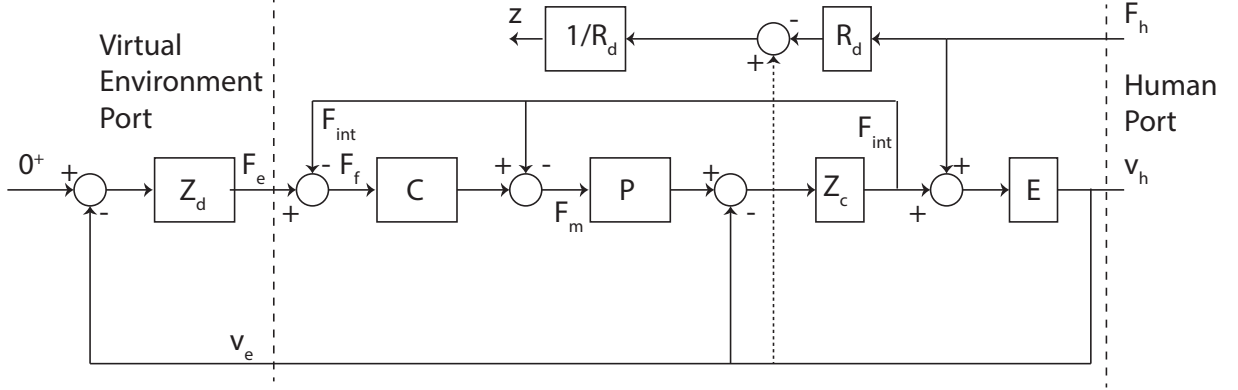 z
1/R_d
-
+
-
R_d
F_h
Virtual
Environment
Port
Human
Port
F_int
F_int
0⁺
+
-
Z_d
F_e
+
-
F_f
C
+
-
F_m
P
+
-
Z_c
+
+
E
v_h
v_e